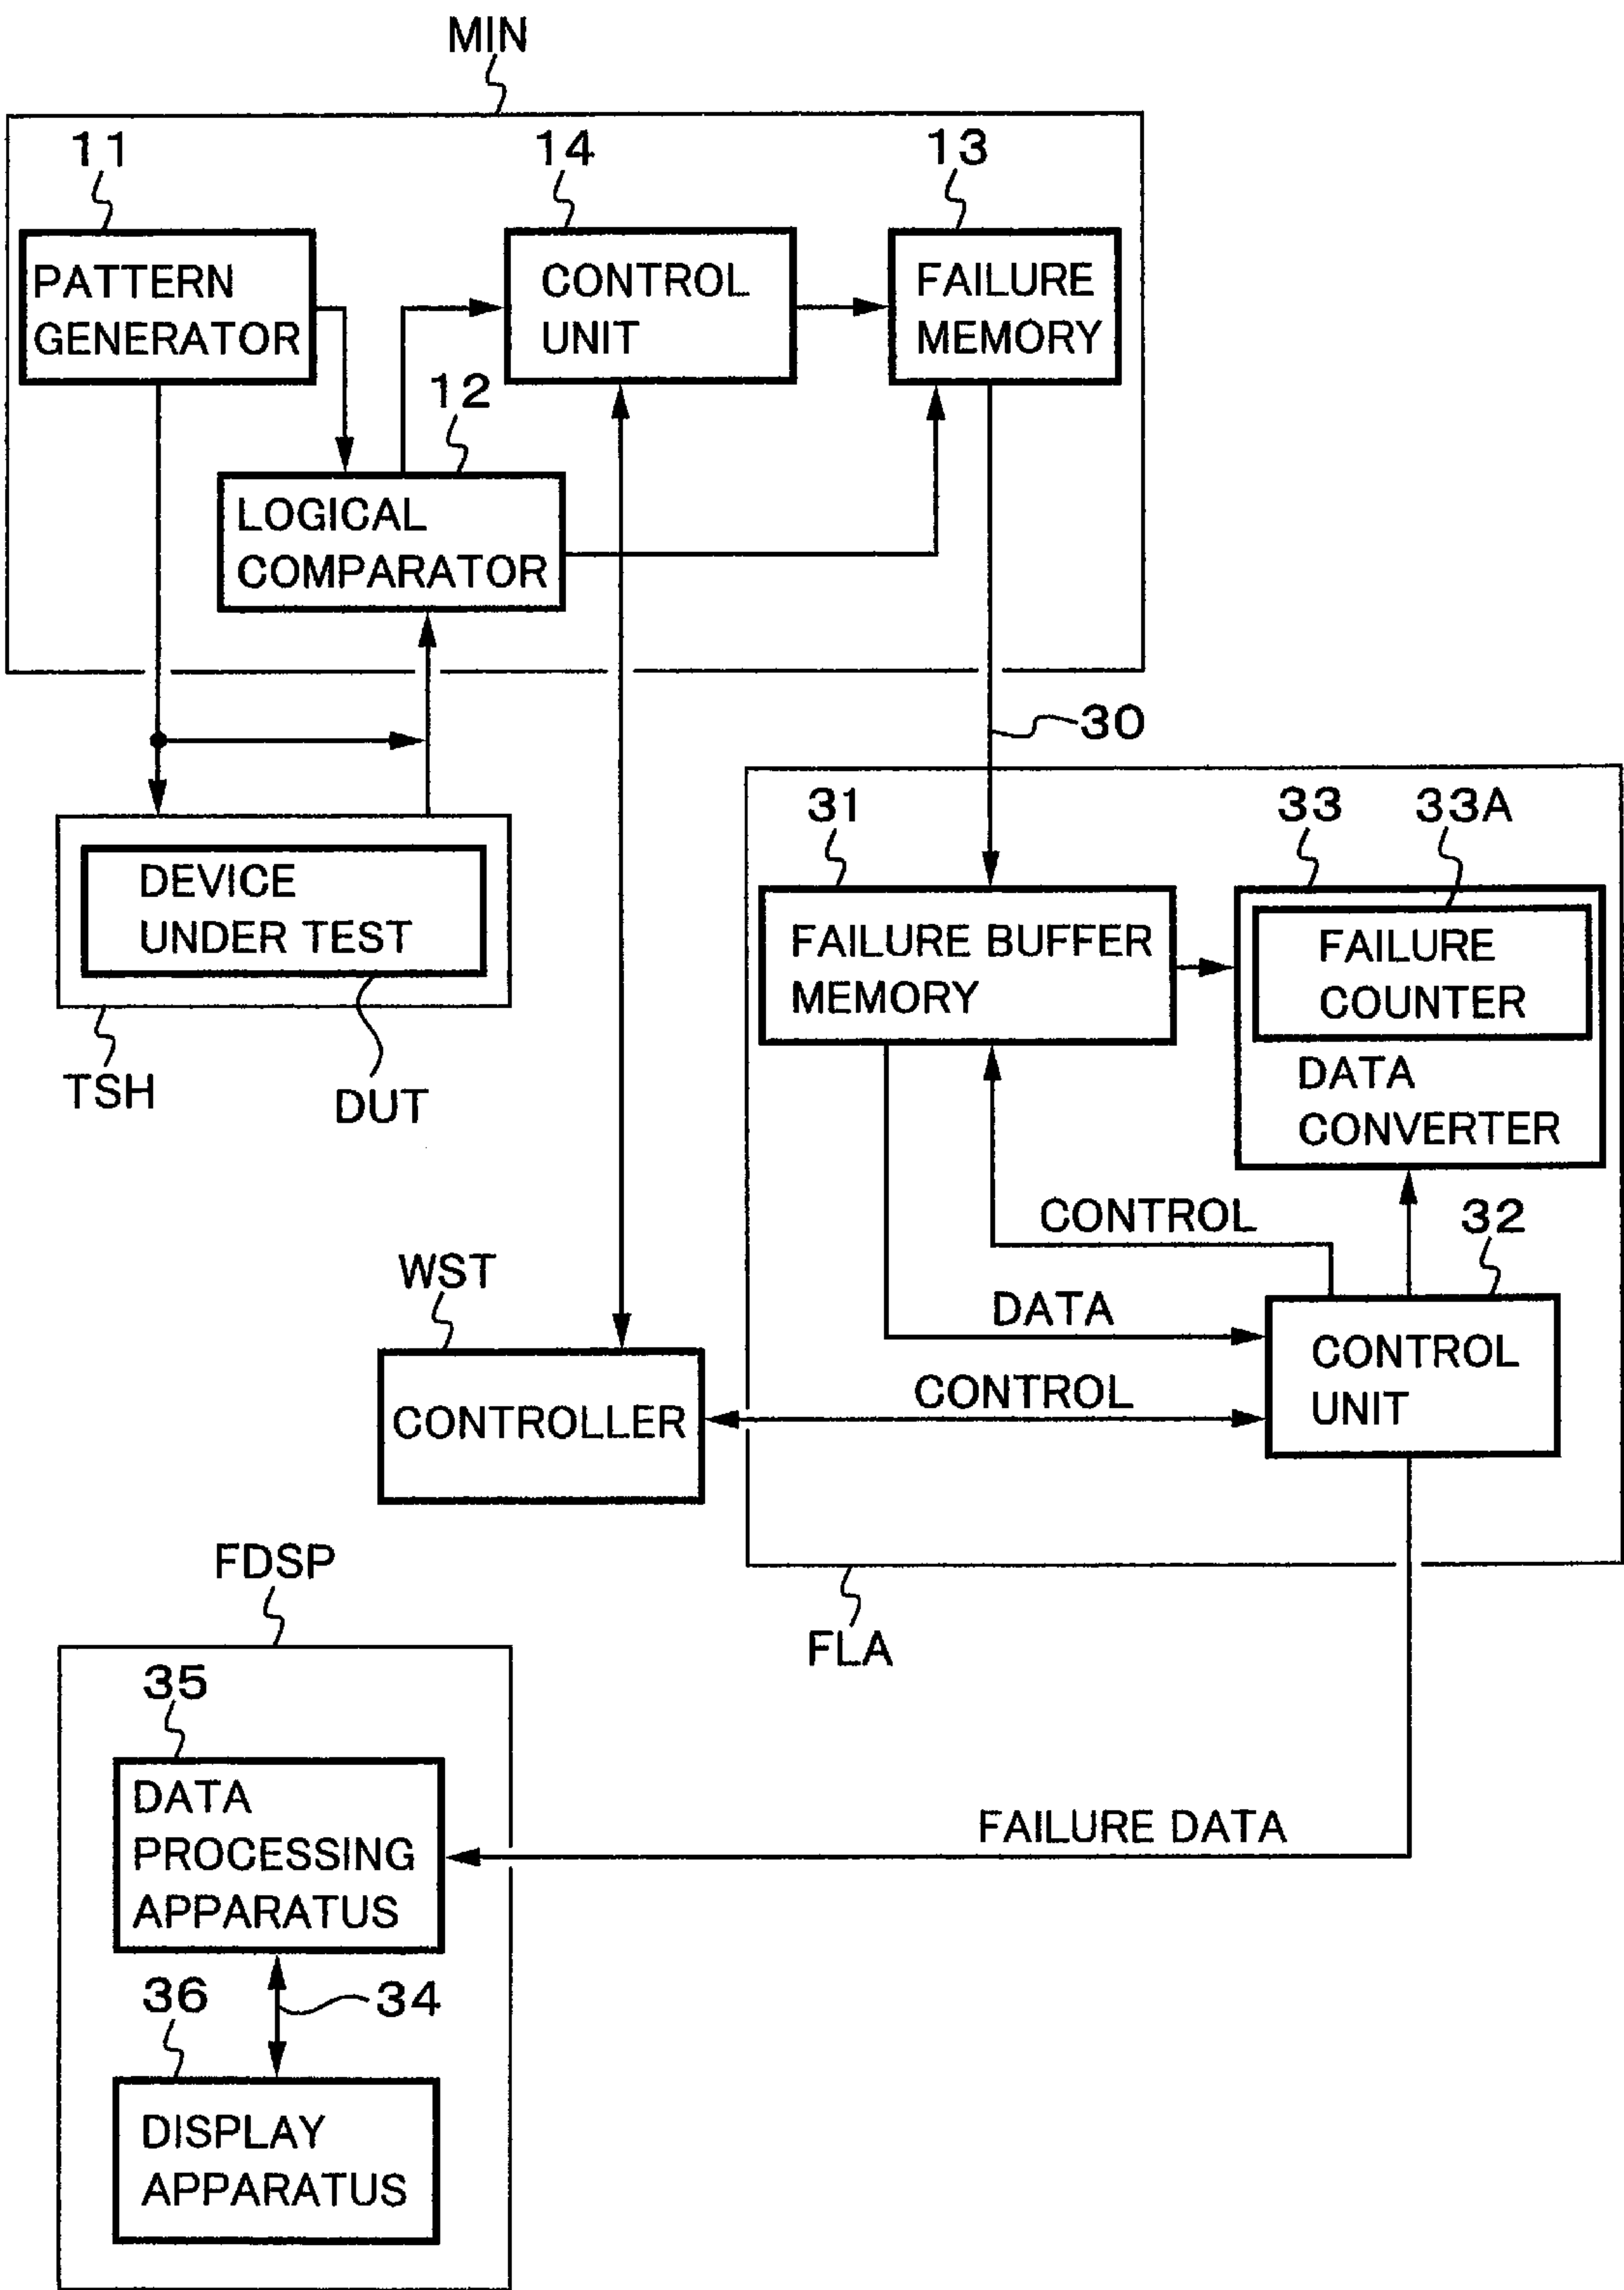 MIN
11
14
13
PATTERN
GENERATOR
CONTROL
UNIT
FAILURE
MEMORY
12
LOGICAL
COMPARATOR
30
DEVICE
UNDER TEST
TSH
DUT
31
33
33A
FAILURE BUFFER
MEMORY
FAILURE
COUNTER
DATA
CONVERTER
CONTROL
32
DATA
CONTROL
UNIT
CONTROL
WST
CONTROLLER
FLA
FDSP
35
DATA
PROCESSING
APPARATUS
FAILURE DATA
36
34
DISPLAY
APPARATUS